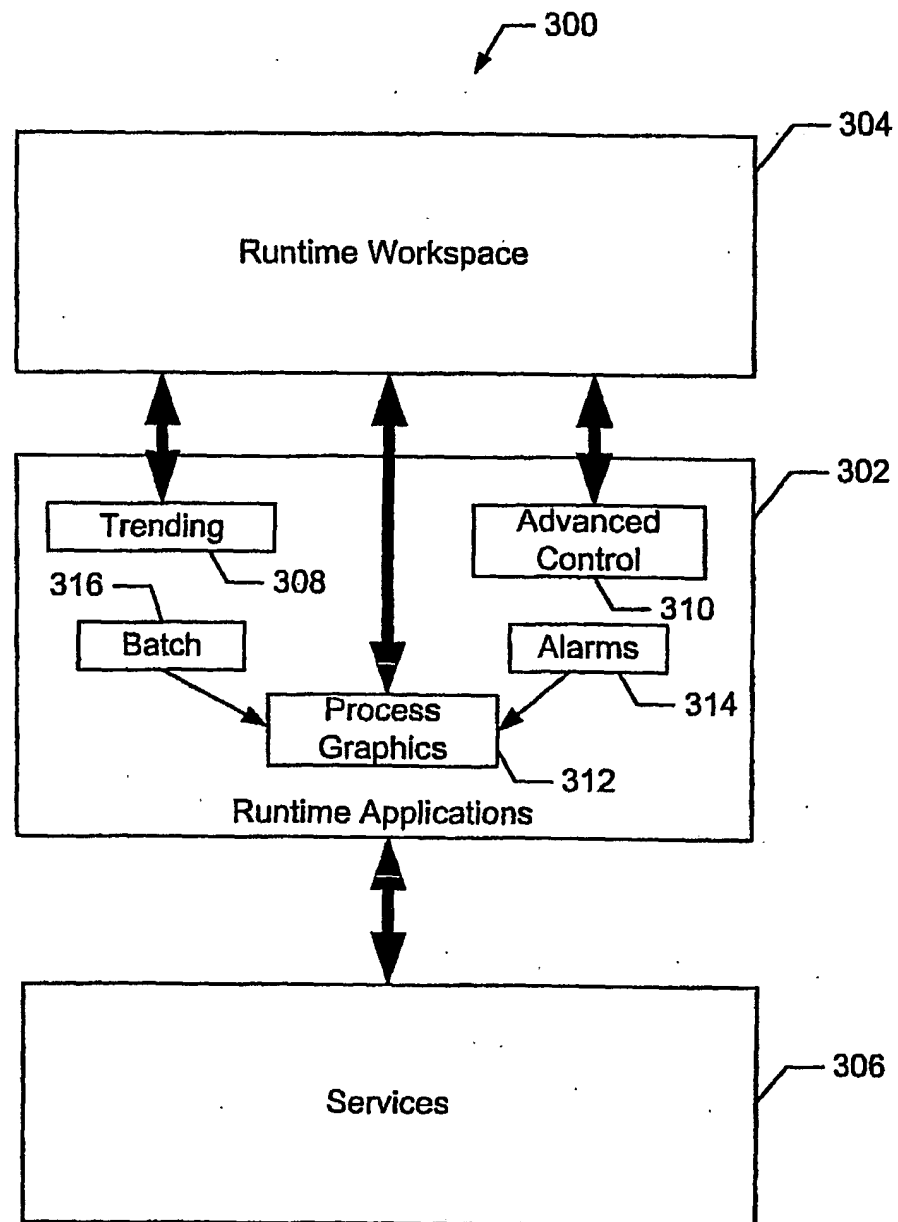 300
304
Runtime Workspace
302
Trending
Advanced
Control
308
316
310
Batch
Alarms
314
Process
Graphics
312
Runtime Applications
306
Services